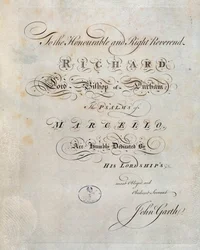 To the Honourable and Right Reverend
RICHARD
Lord Bishop of Durham
The PSALMS of
MARCELLO
Are Humbly Dedicated By
HIS LORDSHIP'S
most Obliged and
Obedient Servant
John Garth